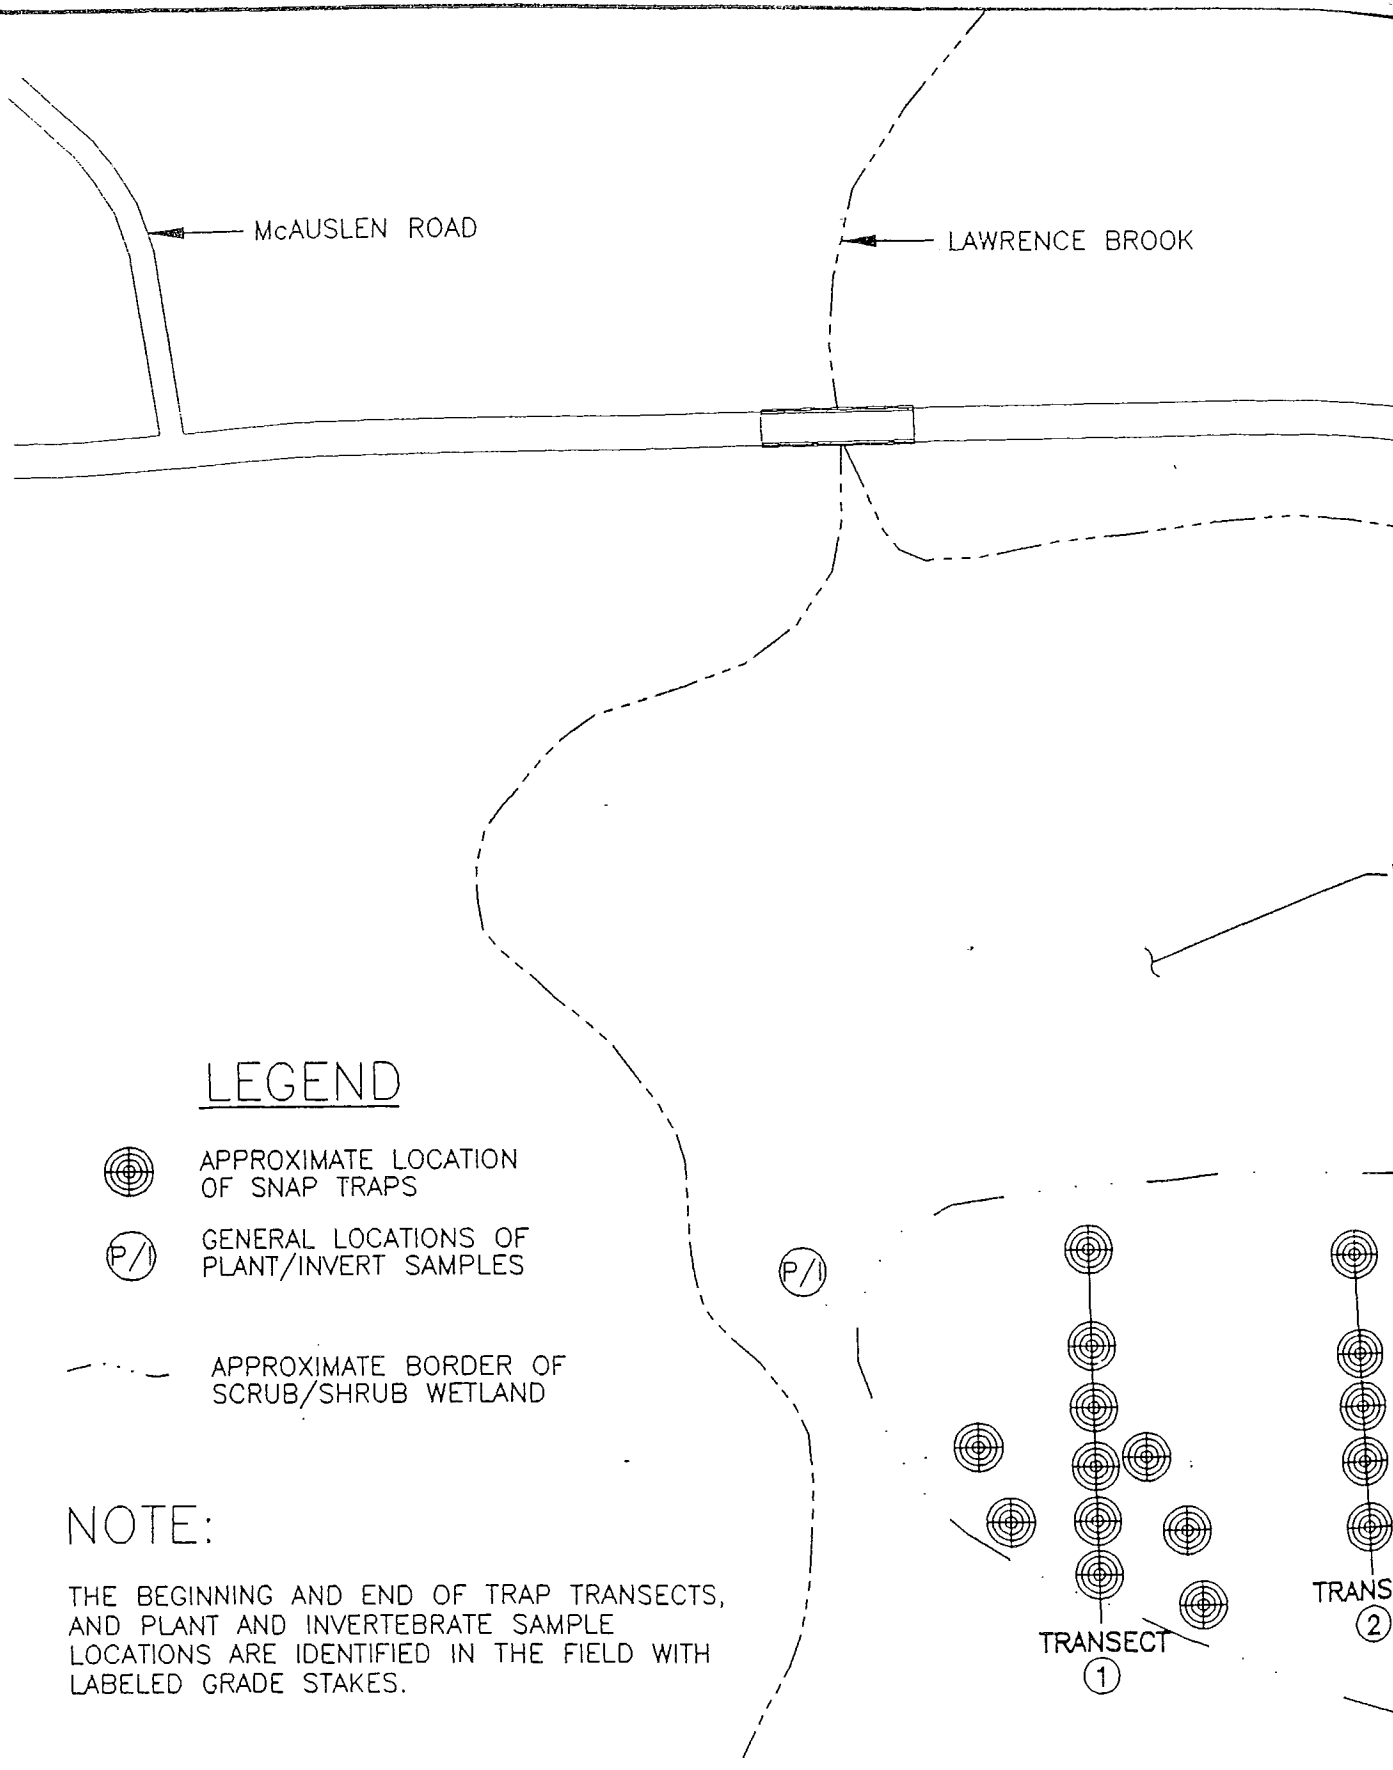 McAUSLEN ROAD
LAWRENCE BROOK
LEGEND
APPROXIMATE LOCATION
OF SNAP TRAPS
P/I
GENERAL LOCATIONS OF
PLANT/INVERT SAMPLES
P/I
APPROXIMATE BORDER OF
SCRUB/SHRUB WETLAND
NOTE:
THE BEGINNING AND END OF TRAP TRANSECTS,
AND PLANT AND INVERTEBRATE SAMPLE
LOCATIONS ARE IDENTIFIED IN THE FIELD WITH
LABELED GRADE STAKES.
TRANSECT
1
TRANS
2